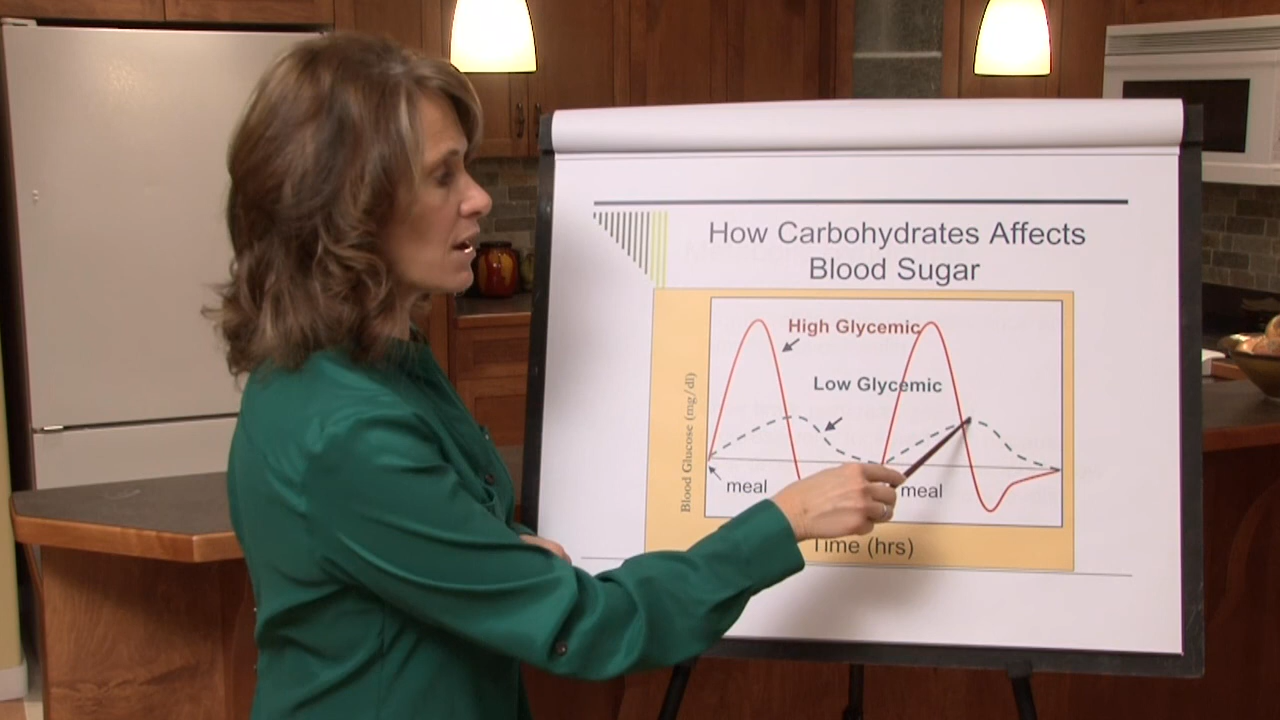 How Carbohydrates Affects
Blood Sugar
High Glycemic
Low Glycemic
Blood Glucose (mg/dl)
meal
meal
Time (hrs)